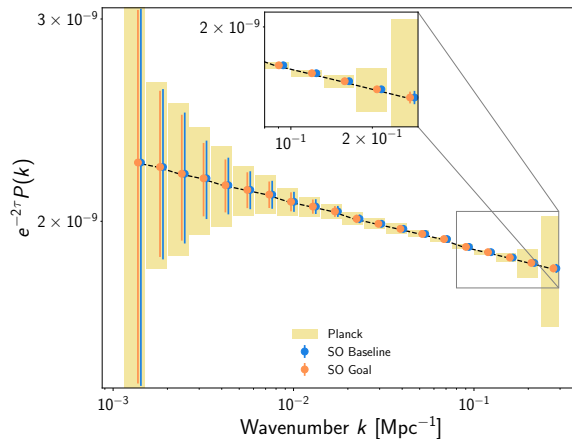 3 × 10⁻⁹
2 × 10⁻⁹
10⁻¹
2 × 10⁻¹
e⁻²ᵗP(k)
2 × 10⁻⁹
Planck
SO Baseline
SO Goal
10⁻³
10⁻²
10⁻¹
Wavenumber k [Mpc⁻¹]